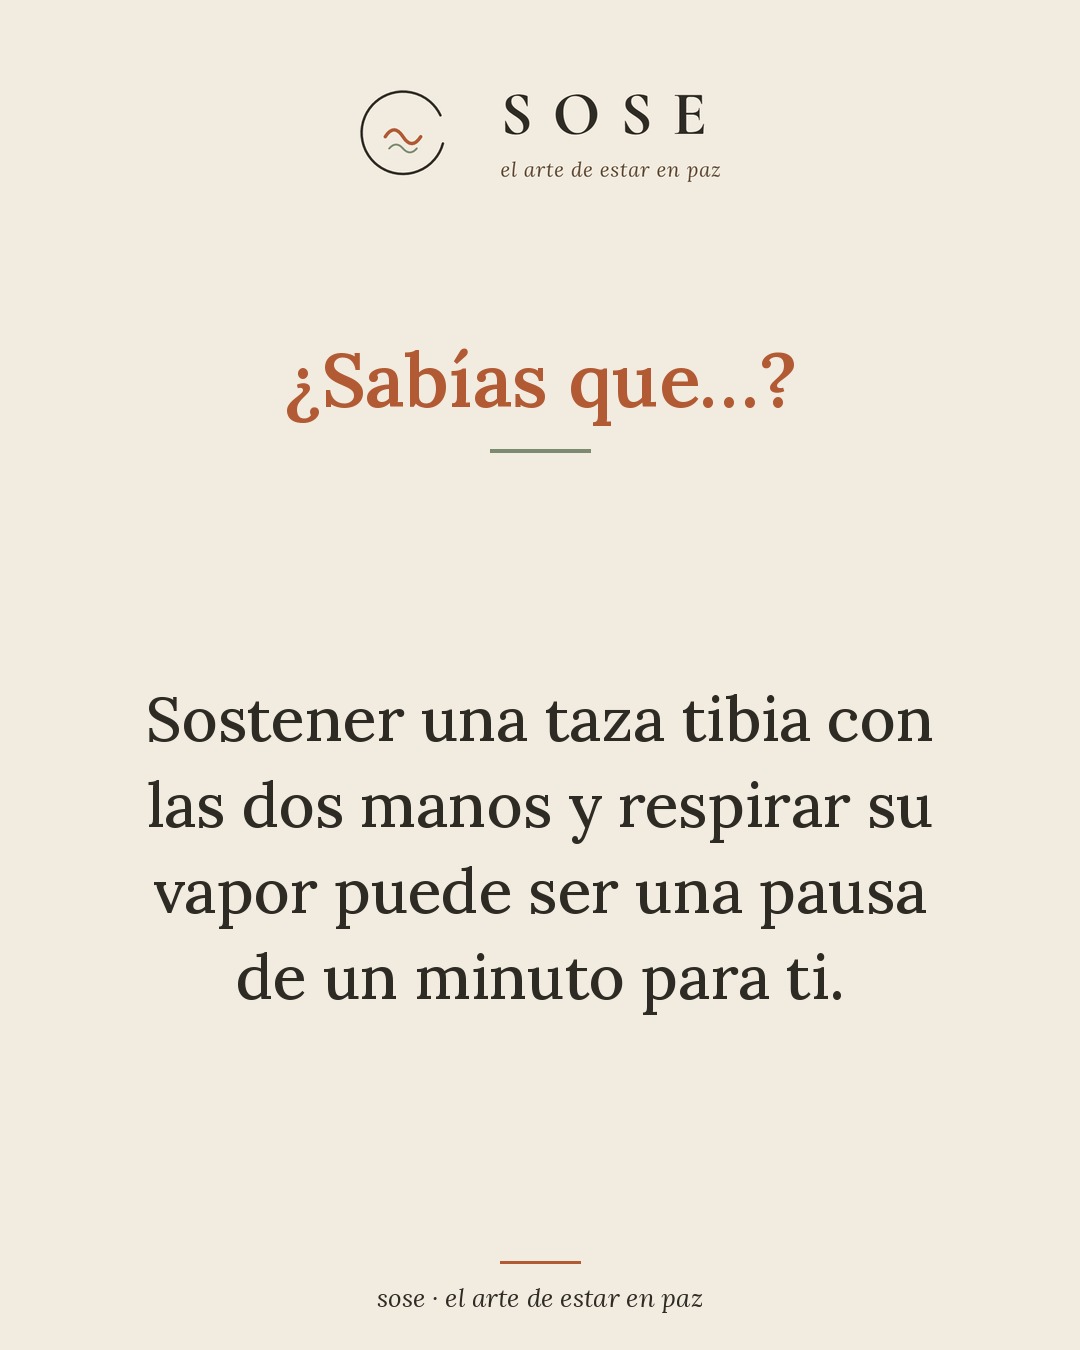 SOSE
el arte de estar en paz
¿Sabías que...?
Sostener una taza tibia con
las dos manos y respirar su
vapor puede ser una pausa
de un minuto para ti.
sose · el arte de estar en paz